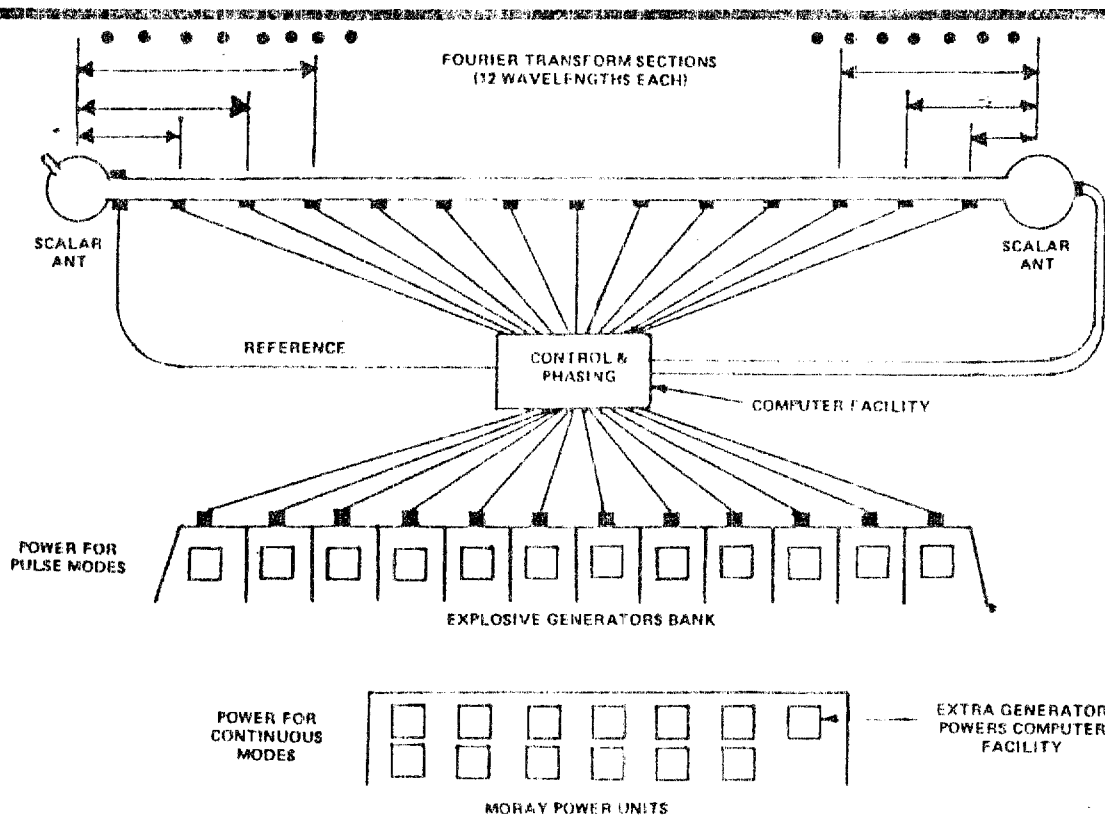 FOURIER TRANSFORM SECTIONS
(12 WAVELENGTHS EACH)
SCALAR
ANT
SCALAR
ANT
REFERENCE
CONTROL &
PHASING
COMPUTER FACILITY
POWER FOR
PULSE MODES
EXPLOSIVE GENERATORS BANK
POWER FOR
CONTINUOUS
MODES
EXTRA GENERATOR
POWERS COMPUTER
FACILITY
MORAY POWER UNITS